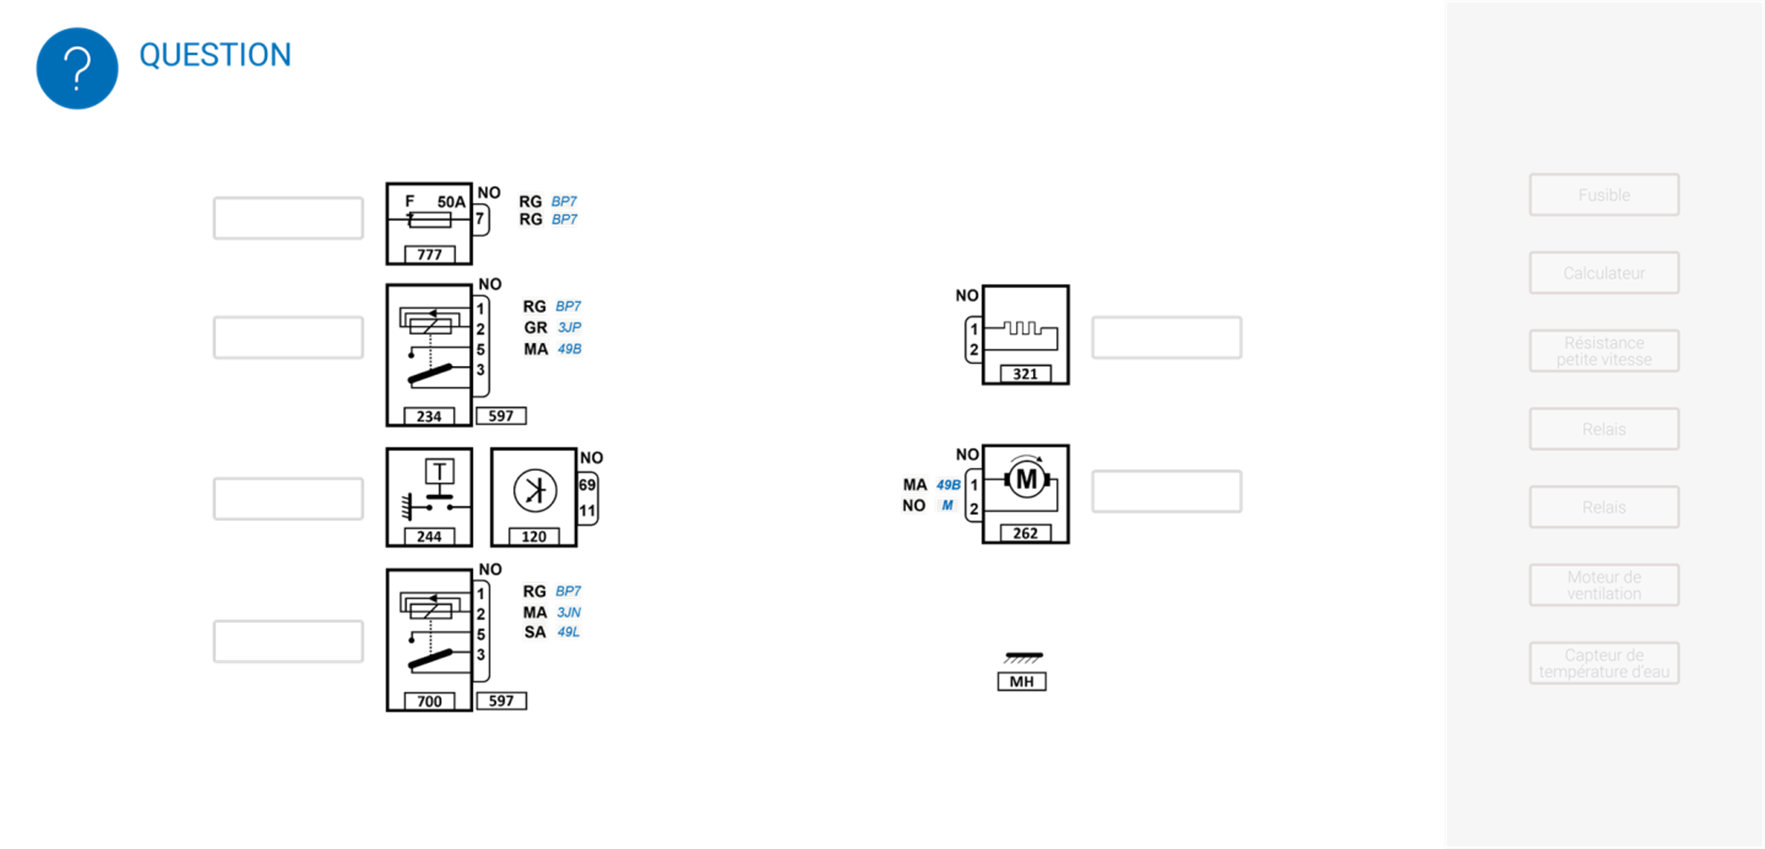 ?
QUESTION
F 50A
7
NO
7
RG BP7
RG BP7
777
NO
1
2
5
3
RG BP7
GR 3JP
MA 49B
234
597
T
244
NO
69
11
120
NO
1
2
5
3
RG BP7
MA 3JN
SA 49L
700
597
NO
1
2
321
NO
MA 49B 1
NO M 2
M
262
MH
Fusible
Calculateur
Résistance
petite vitesse
Relais
Relais
Moteur de
ventilation
Capteur de
température d'eau